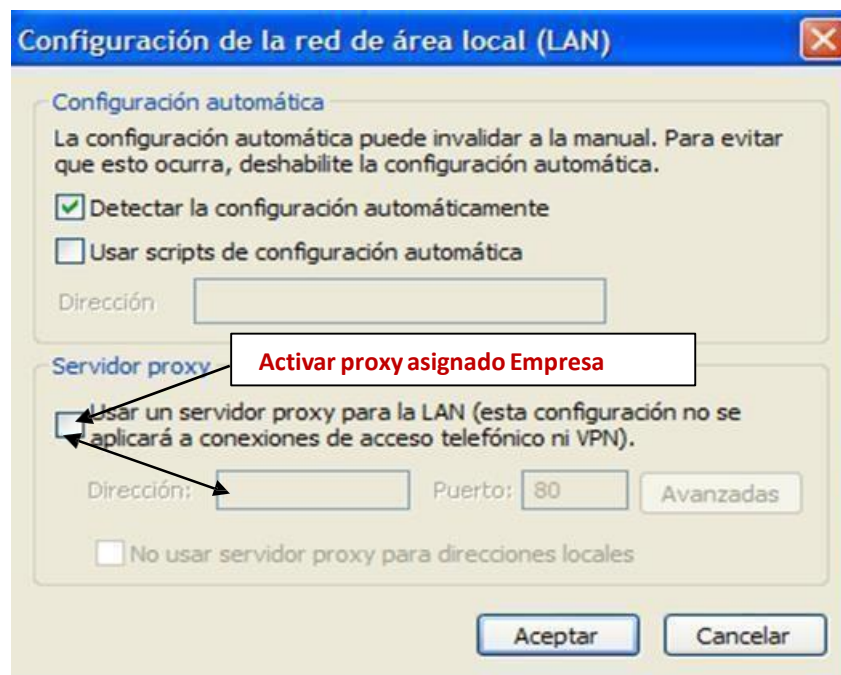 Configuración de la red de área local (LAN)
Configuración automática
La configuración automática puede invalidar a la manual. Para evitar
que esto ocurra, deshabilite la configuración automática.
Detectar la configuración automáticamente
Usar scripts de configuración automática
Dirección
Servidor proxy
Activar proxy asignado Empresa
Usar un servidor proxy para la LAN (esta configuración no se
aplicará a conexiones de acceso telefónico ni VPN).
Dirección: Puerto: 80 Avanzadas
No usar servidor proxy para direcciones locales
Aceptar Cancelar